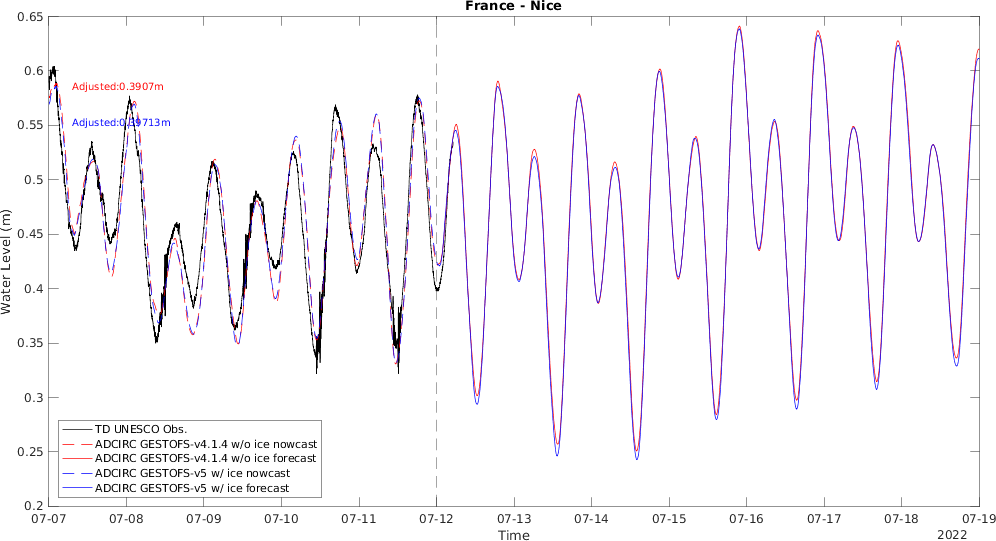 France - Nice
0.65
0.6
0.55
0.5
0.45
0.4
0.35
0.3
0.25
0.2
Water Level (m)
Adjusted:0.3907m
Adjusted:0.39713m
TD UNESCO Obs.
ADCIRC GESTOFS-v4.1.4 w/o ice nowcast
ADCIRC GESTOFS-v4.1.4 w/o ice forecast
ADCIRC GESTOFS-v5 w/ ice nowcast
ADCIRC GESTOFS-v5 w/ ice forecast
07-07 07-08 07-09 07-10 07-11 07-12 07-13 07-14 07-15 07-16 07-17 07-18 07-19
Time
2022